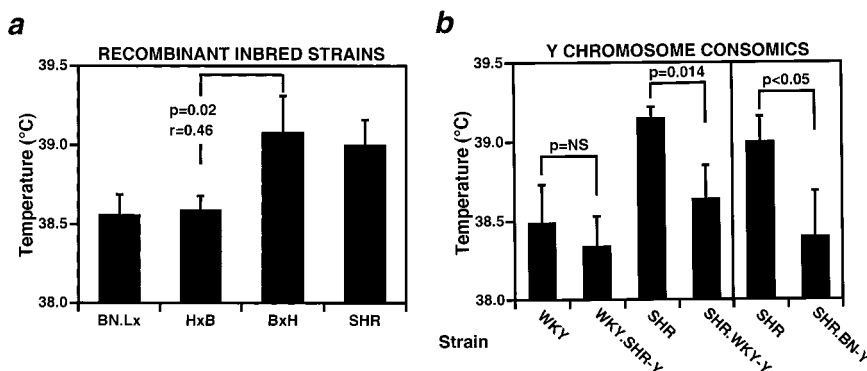 a
RECOMBINANT INBRED STRAINS
Temperature (°C)
39.5
39.0
38.5
38.0
p=0.02
r=0.46
BN.Lx HxB BxH SHR
b
Y CHROMOSOME CONSOMICS
Temperature (°C)
39.5
39.0
38.5
38.0
p=NS
p=0.014
p<0.05
Strain
WKY
WKY.SHR-Y
SHR
SHR.WKY-Y
SHR
SHR.BN-Y